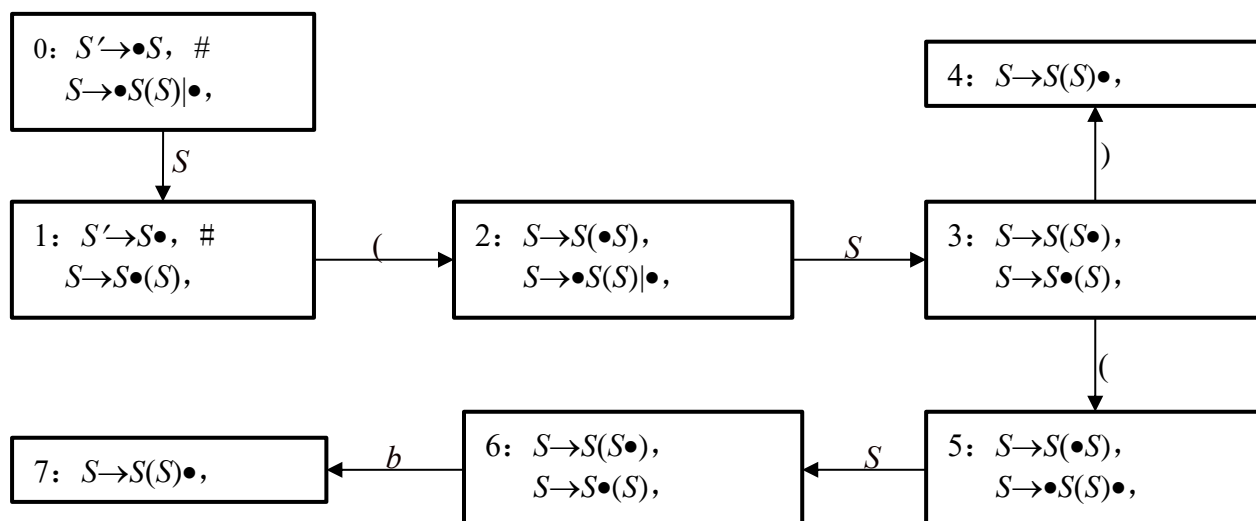 0：S′→•S，#
S→•S(S)|•，
S
1：S′→S•，#
S→S•(S)，
(
2：S→S(•S)，
S→•S(S)|•，
S
3：S→S(S•)，
S→S•(S)，
)
4：S→S(S)•，
(
5：S→S(•S)，
S→•S(S)•，
S
6：S→S(S•)，
S→S•(S)，
b
7：S→S(S)•，